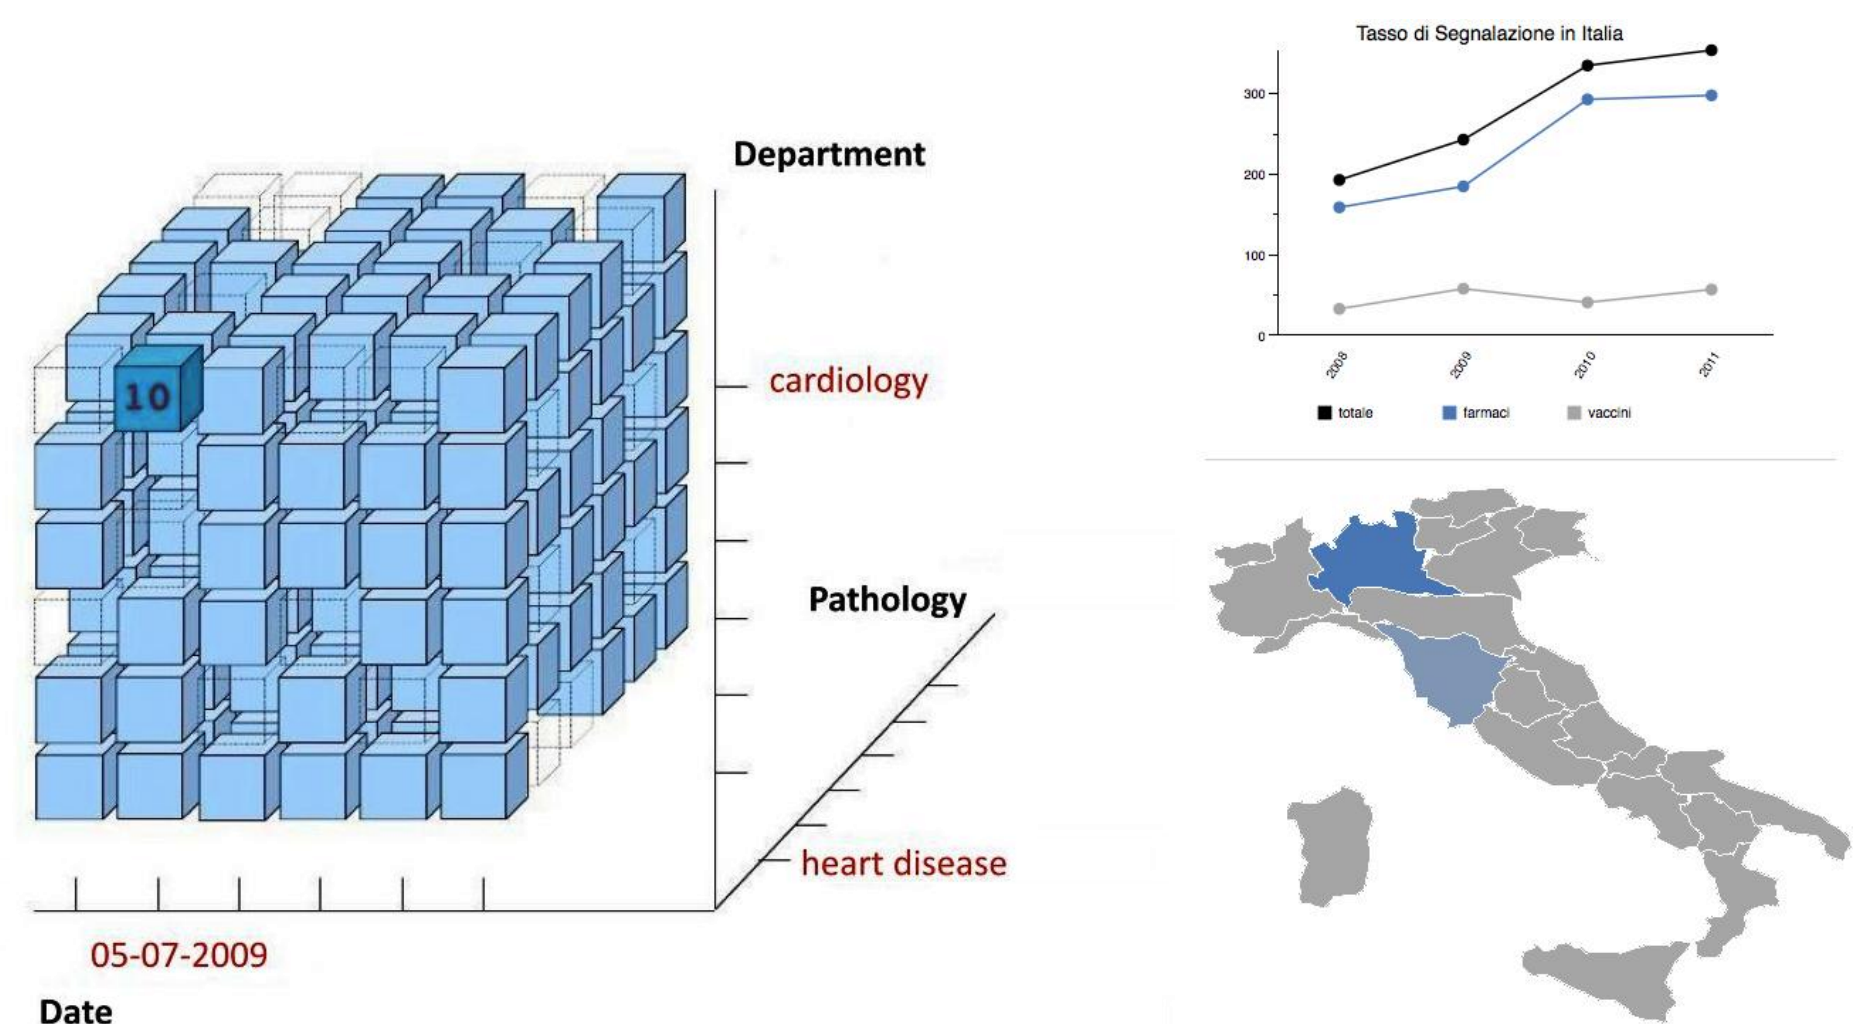 Department
10
cardiology
Pathology
heart disease
05-07-2009
Date
Tasso di Segnalazione in Italia
300
200
100
0
2008 2009 2010 2011
totale farmaci vaccini